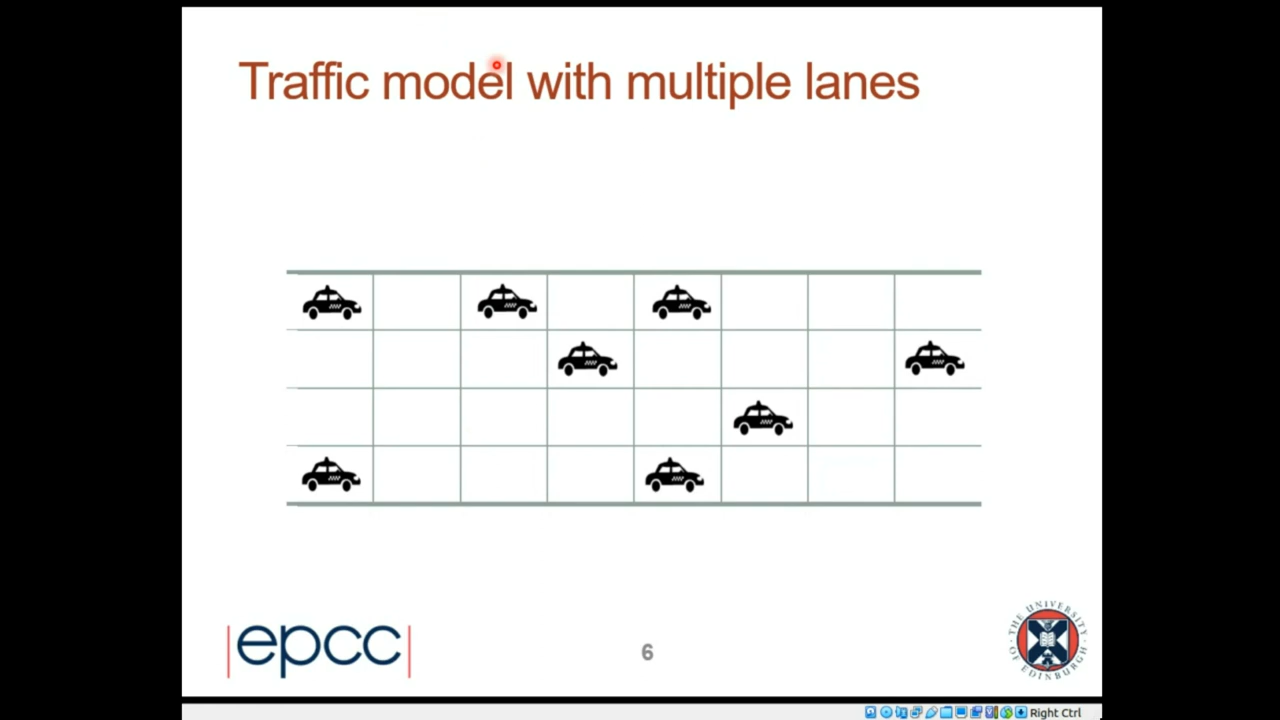 Traffic model with multiple lanes
epcc
6
THE UNIVERSITY
OF EDINBURGH
Right Ctrl